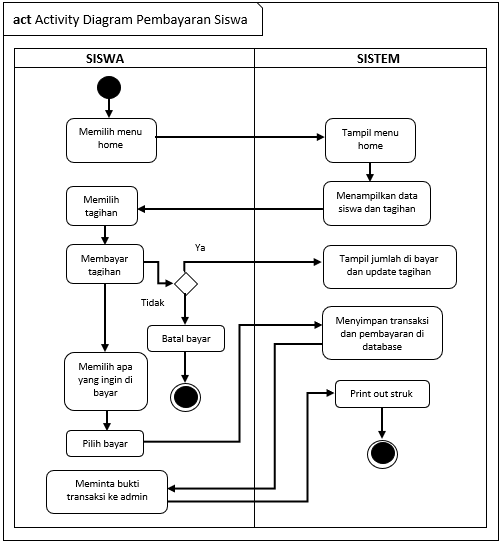 act Activity Diagram Pembayaran Siswa
SISWA
SISTEM
Memilih menu
home
Tampil menu
home
Menampilkan data
siswa dan tagihan
Memilih
tagihan
Membayar
tagihan
Ya
Tampil jumlah di bayar
dan update tagihan
Tidak
Batal bayar
Menyimpan transaksi
dan pembayaran di
database
Memilih apa
yang ingin di
bayar
Print out struk
Pilih bayar
Meminta bukti
transaksi ke admin